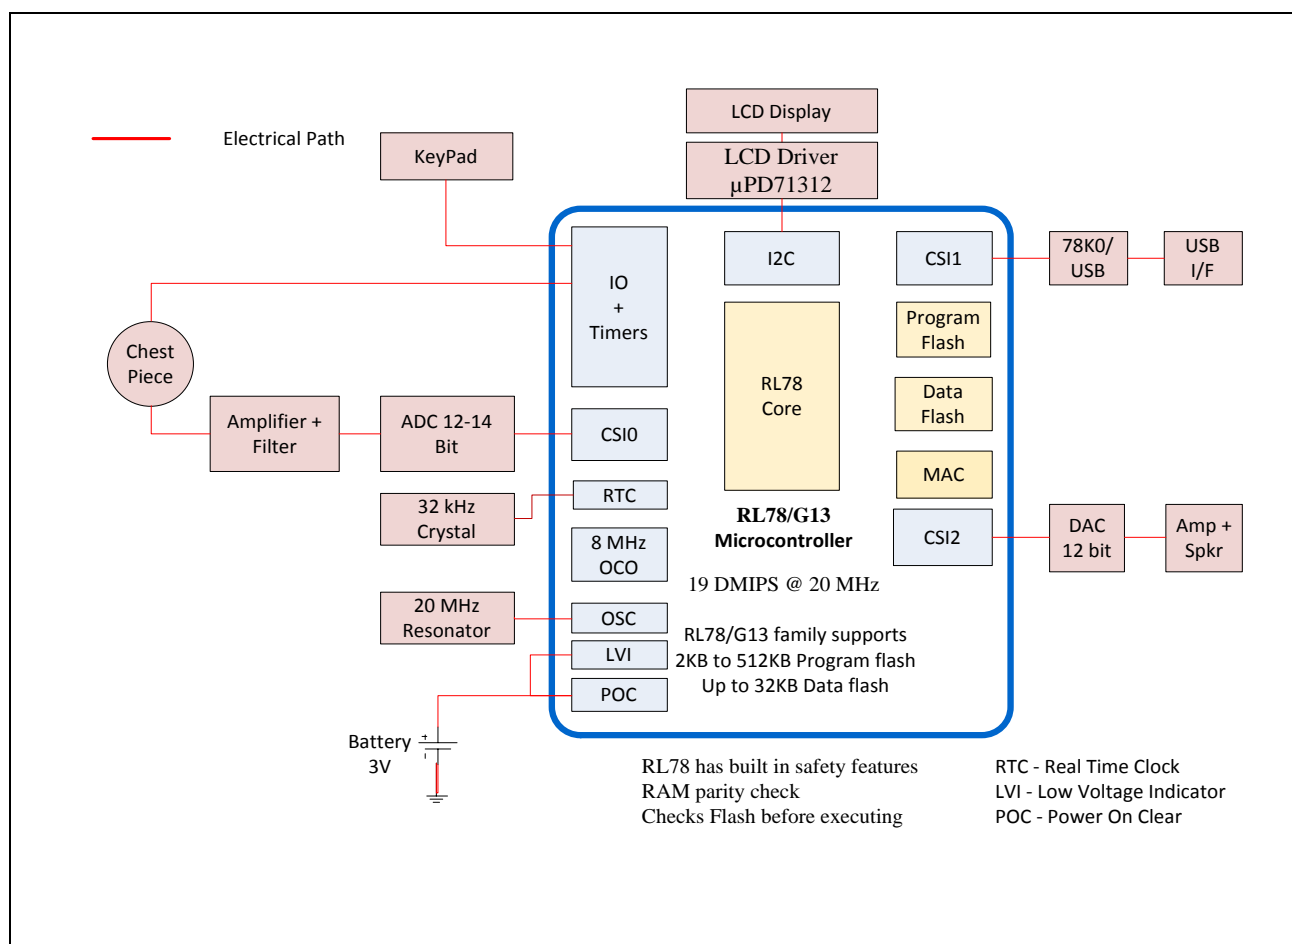 LCD Display
Electrical Path
KeyPad
LCD Driver
µPD71312
IO
+
Timers
I2C
CSI1
78K0/
USB
USB
I/F
Program
Flash
Chest
Piece
RL78
Core
Data
Flash
Amplifier +
Filter
ADC 12-14
Bit
CSI0
MAC
32 kHz
Crystal
RTC
RL78/G13
Microcontroller
CSI2
DAC
12 bit
Amp +
Spkr
8 MHz
OCO
19 DMIPS @ 20 MHz
20 MHz
Resonator
OSC
LVI
POC
RL78/G13 family supports
2KB to 512KB Program flash
Up to 32KB Data flash
Battery
3V
+
-
RL78 has built in safety features
RAM parity check
Checks Flash before executing
RTC - Real Time Clock
LVI - Low Voltage Indicator
POC - Power On Clear